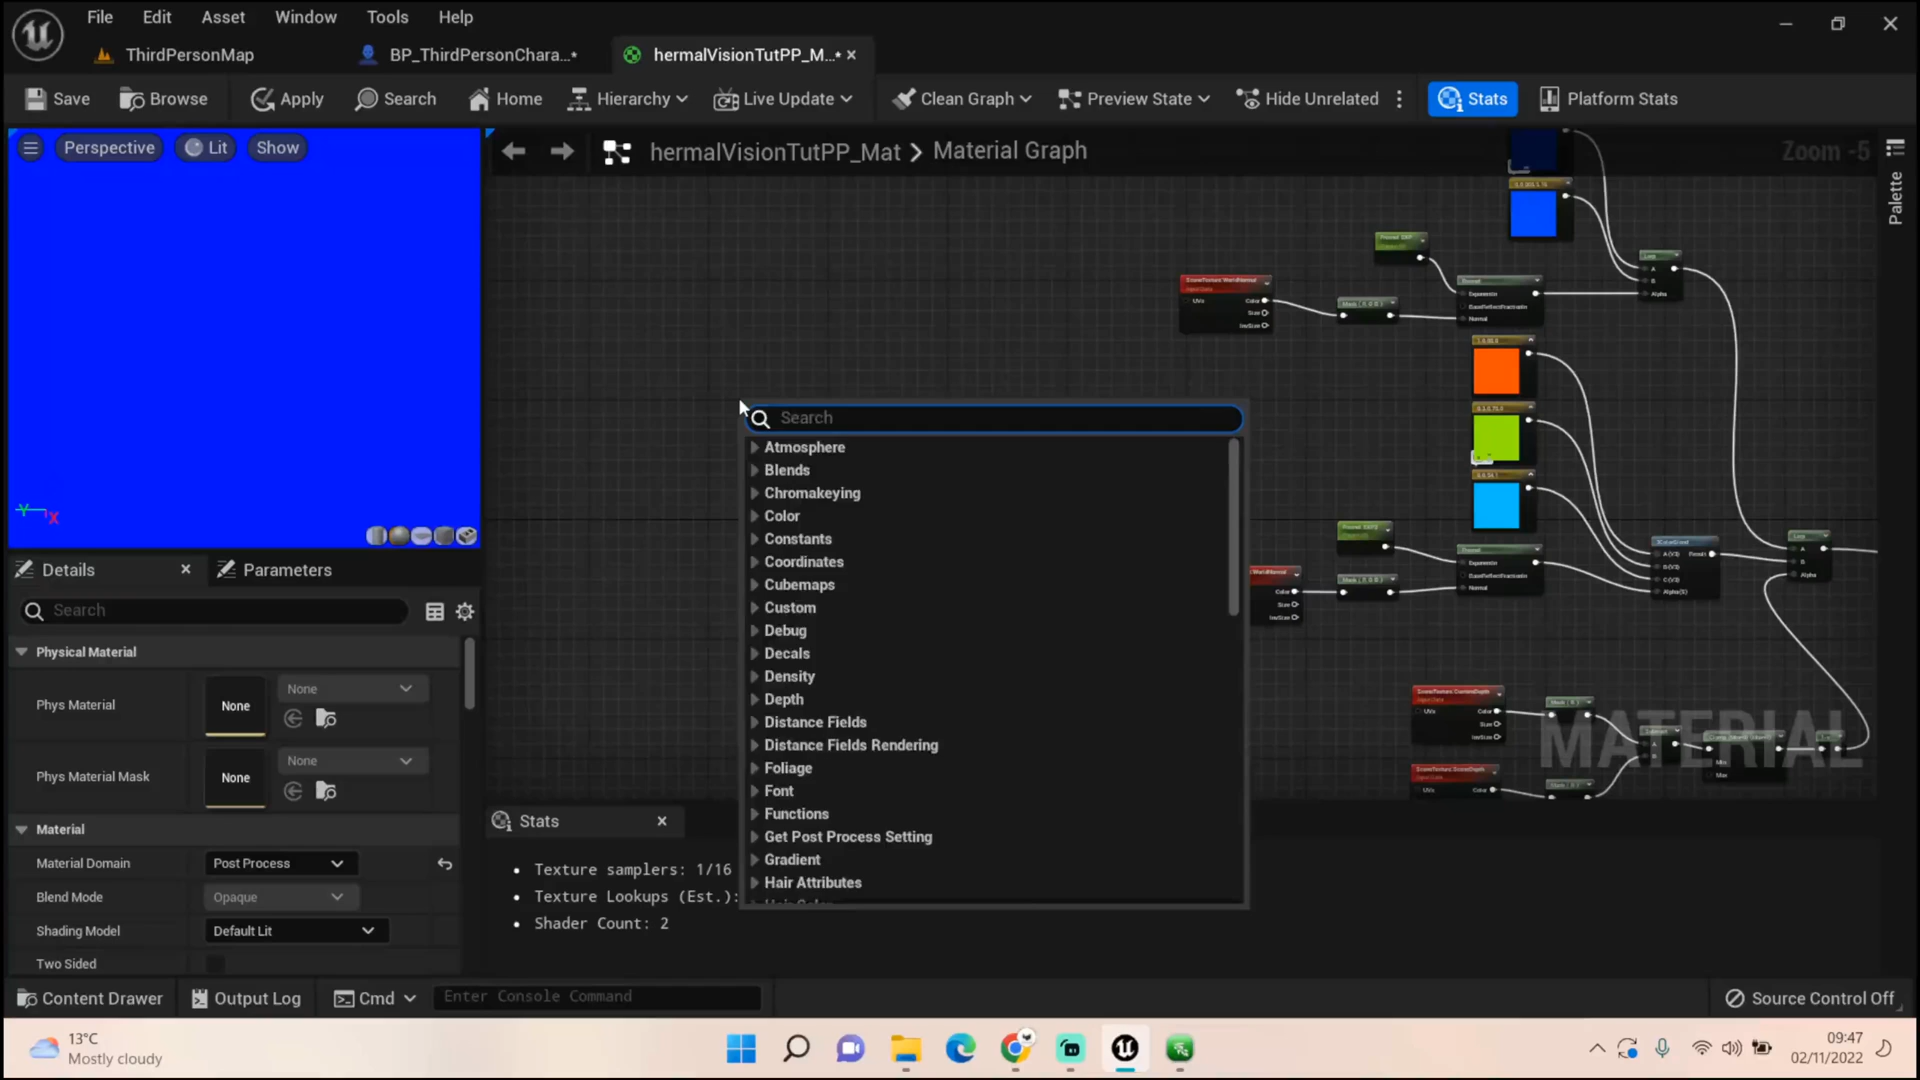 File Edit Asset Window Tools Help
ThirdPersonMap BP_ThirdPersonChara...* hermalVisionTutPP_M...*
Save Browse Apply Search Home Hierarchy Live Update Clean Graph Preview State Hide Unrelated Stats Platform Stats
Perspective Lit Show
hermalVisionTutPP_Mat > Material Graph
Zoom -5
Palette
Search
Atmosphere
Blends
Chromakeying
Color
Constants
Coordinates
Cubemaps
Custom
Debug
Decals
Density
Depth
Distance Fields
Distance Fields Rendering
Foliage
Font
Functions
Get Post Process Setting
Gradient
Hair Attributes
MATERIAL
Y X
Details Parameters
Search
Physical Material
Phys Material None None
Phys Material Mask None None
Material
Material Domain Post Process
Blend Mode Opaque
Shading Model Default Lit
Two Sided
Stats
Texture samplers: 1/16
Texture Lookups (Est.):
Shader Count: 2
Content Drawer Output Log Cmd Enter Console Command Source Control Off
13°C
Mostly cloudy
09:47
02/11/2022